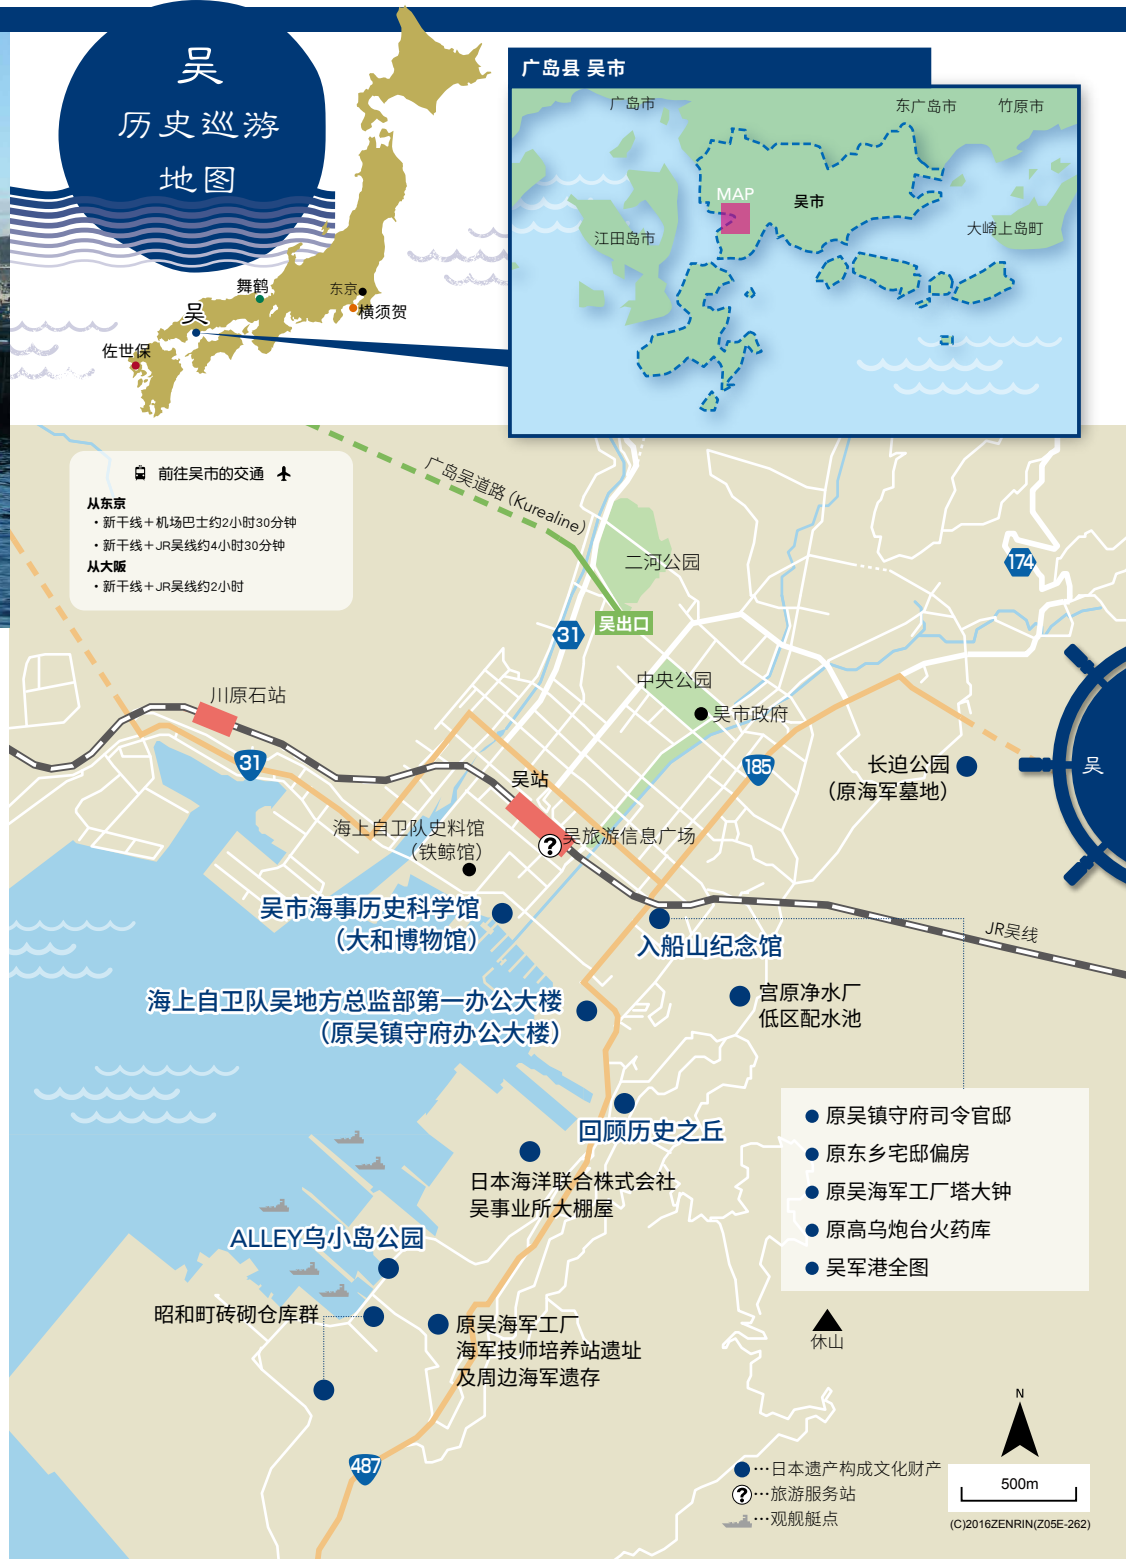 吴
历史巡游
地图
广岛县 吴市
广岛市
东广岛市
竹原市
MAP
吴市
江田岛市
大崎上岛町
舞鹤
东京
横须贺
吴
佐世保
前往吴市的交通
从东京
・新干线＋机场巴士约2小时30分钟
・新干线＋JR吴线约4小时30分钟
从大阪
・新干线＋JR吴线约2小时
广岛吴道路 (Kurealine)
二河公园
174
吴出口
31
中央公园
川原石站
吴市政府
31
185
长迫公园
（原海军墓地）
吴
吴站
海上自卫队史料馆
（铁鲸馆）
?
吴旅游信息广场
吴市海事历史科学馆
（大和博物馆）
入船山纪念馆
JR吴线
海上自卫队吴地方总监部第一办公大楼
（原吴镇守府办公大楼）
宫原净水厂
低区配水池
回顾历史之丘
原吴镇守府司令官邸
原东乡宅邸偏房
原吴海军工厂塔大钟
原高乌炮台火药库
吴军港全图
日本海洋联合株式会社
吴事业所大棚屋
ALLEY乌小岛公园
昭和町砖砌仓库群
原吴海军工厂
海军技师培养站遗址
及周边海军遗存
休山
N
487
●…日本遗产构成文化财产
?…旅游服务站
…观舰艇点
500m
(C)2016ZENRIN(Z05E-262)